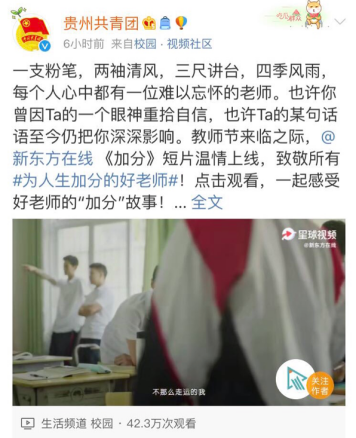 贵州共青团
6小时前 来自校园·视频社区
一支粉笔，两袖清风，三尺讲台，四季风雨，
每个人心中都有一位难以忘怀的老师。也许你
曾因Ta的一个眼神重拾自信，也许Ta的某句话
语至今仍把你深深影响。教师节来临之际，@
新东方在线 《加分》短片温情上线，致敬所有
#为人生加分的好老师#！点击观看，一起感受
好老师的“加分”故事！... 全文
星球视频
@新东方在线
不那么走运的我
关注
作者
生活频道 校园 · 42.3万次观看